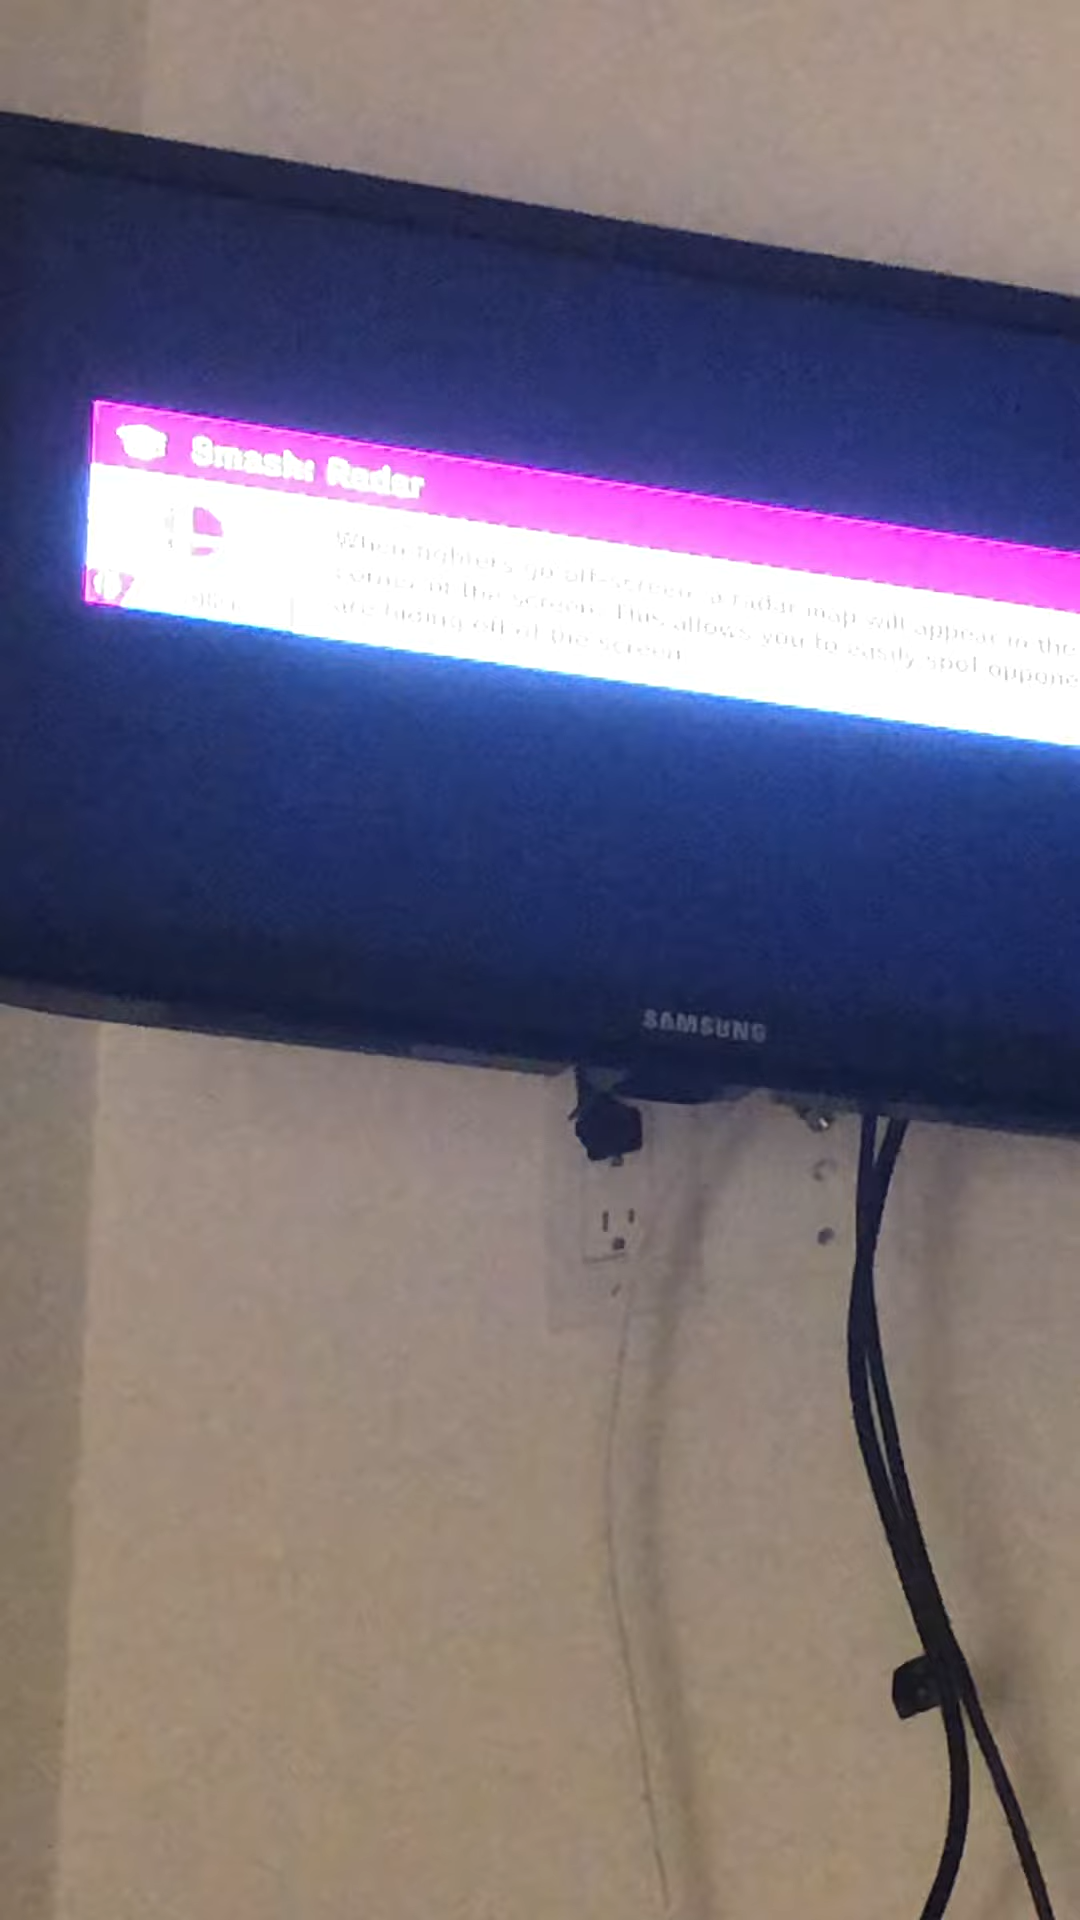 Smash: Radar
When fighters go off-screen, a radar map will appear in the
corner of the screen. This allows you to easily spot oppone
are hiding off of the screen.
SAMSUNG